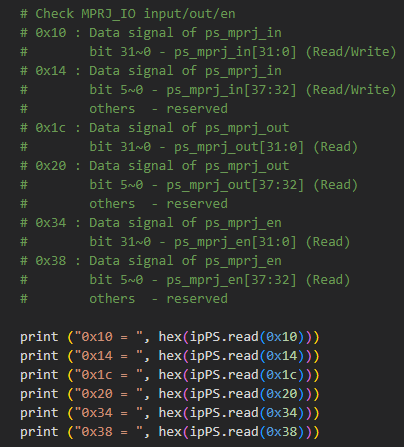 # Check MPRJ_IO input/out/en
# 0x10 : Data signal of ps_mprj_in
#        bit 31~0 - ps_mprj_in[31:0] (Read/Write)
# 0x14 : Data signal of ps_mprj_in
#        bit 5~0 - ps_mprj_in[37:32] (Read/Write)
#        others  - reserved
# 0x1c : Data signal of ps_mprj_out
#        bit 31~0 - ps_mprj_out[31:0] (Read)
# 0x20 : Data signal of ps_mprj_out
#        bit 5~0 - ps_mprj_out[37:32] (Read)
#        others  - reserved
# 0x34 : Data signal of ps_mprj_en
#        bit 31~0 - ps_mprj_en[31:0] (Read)
# 0x38 : Data signal of ps_mprj_en
#        bit 5~0 - ps_mprj_en[37:32] (Read)
#        others  - reserved

print ("0x10 = ", hex(ipPS.read(0x10)))
print ("0x14 = ", hex(ipPS.read(0x14)))
print ("0x1c = ", hex(ipPS.read(0x1c)))
print ("0x20 = ", hex(ipPS.read(0x20)))
print ("0x34 = ", hex(ipPS.read(0x34)))
print ("0x38 = ", hex(ipPS.read(0x38)))